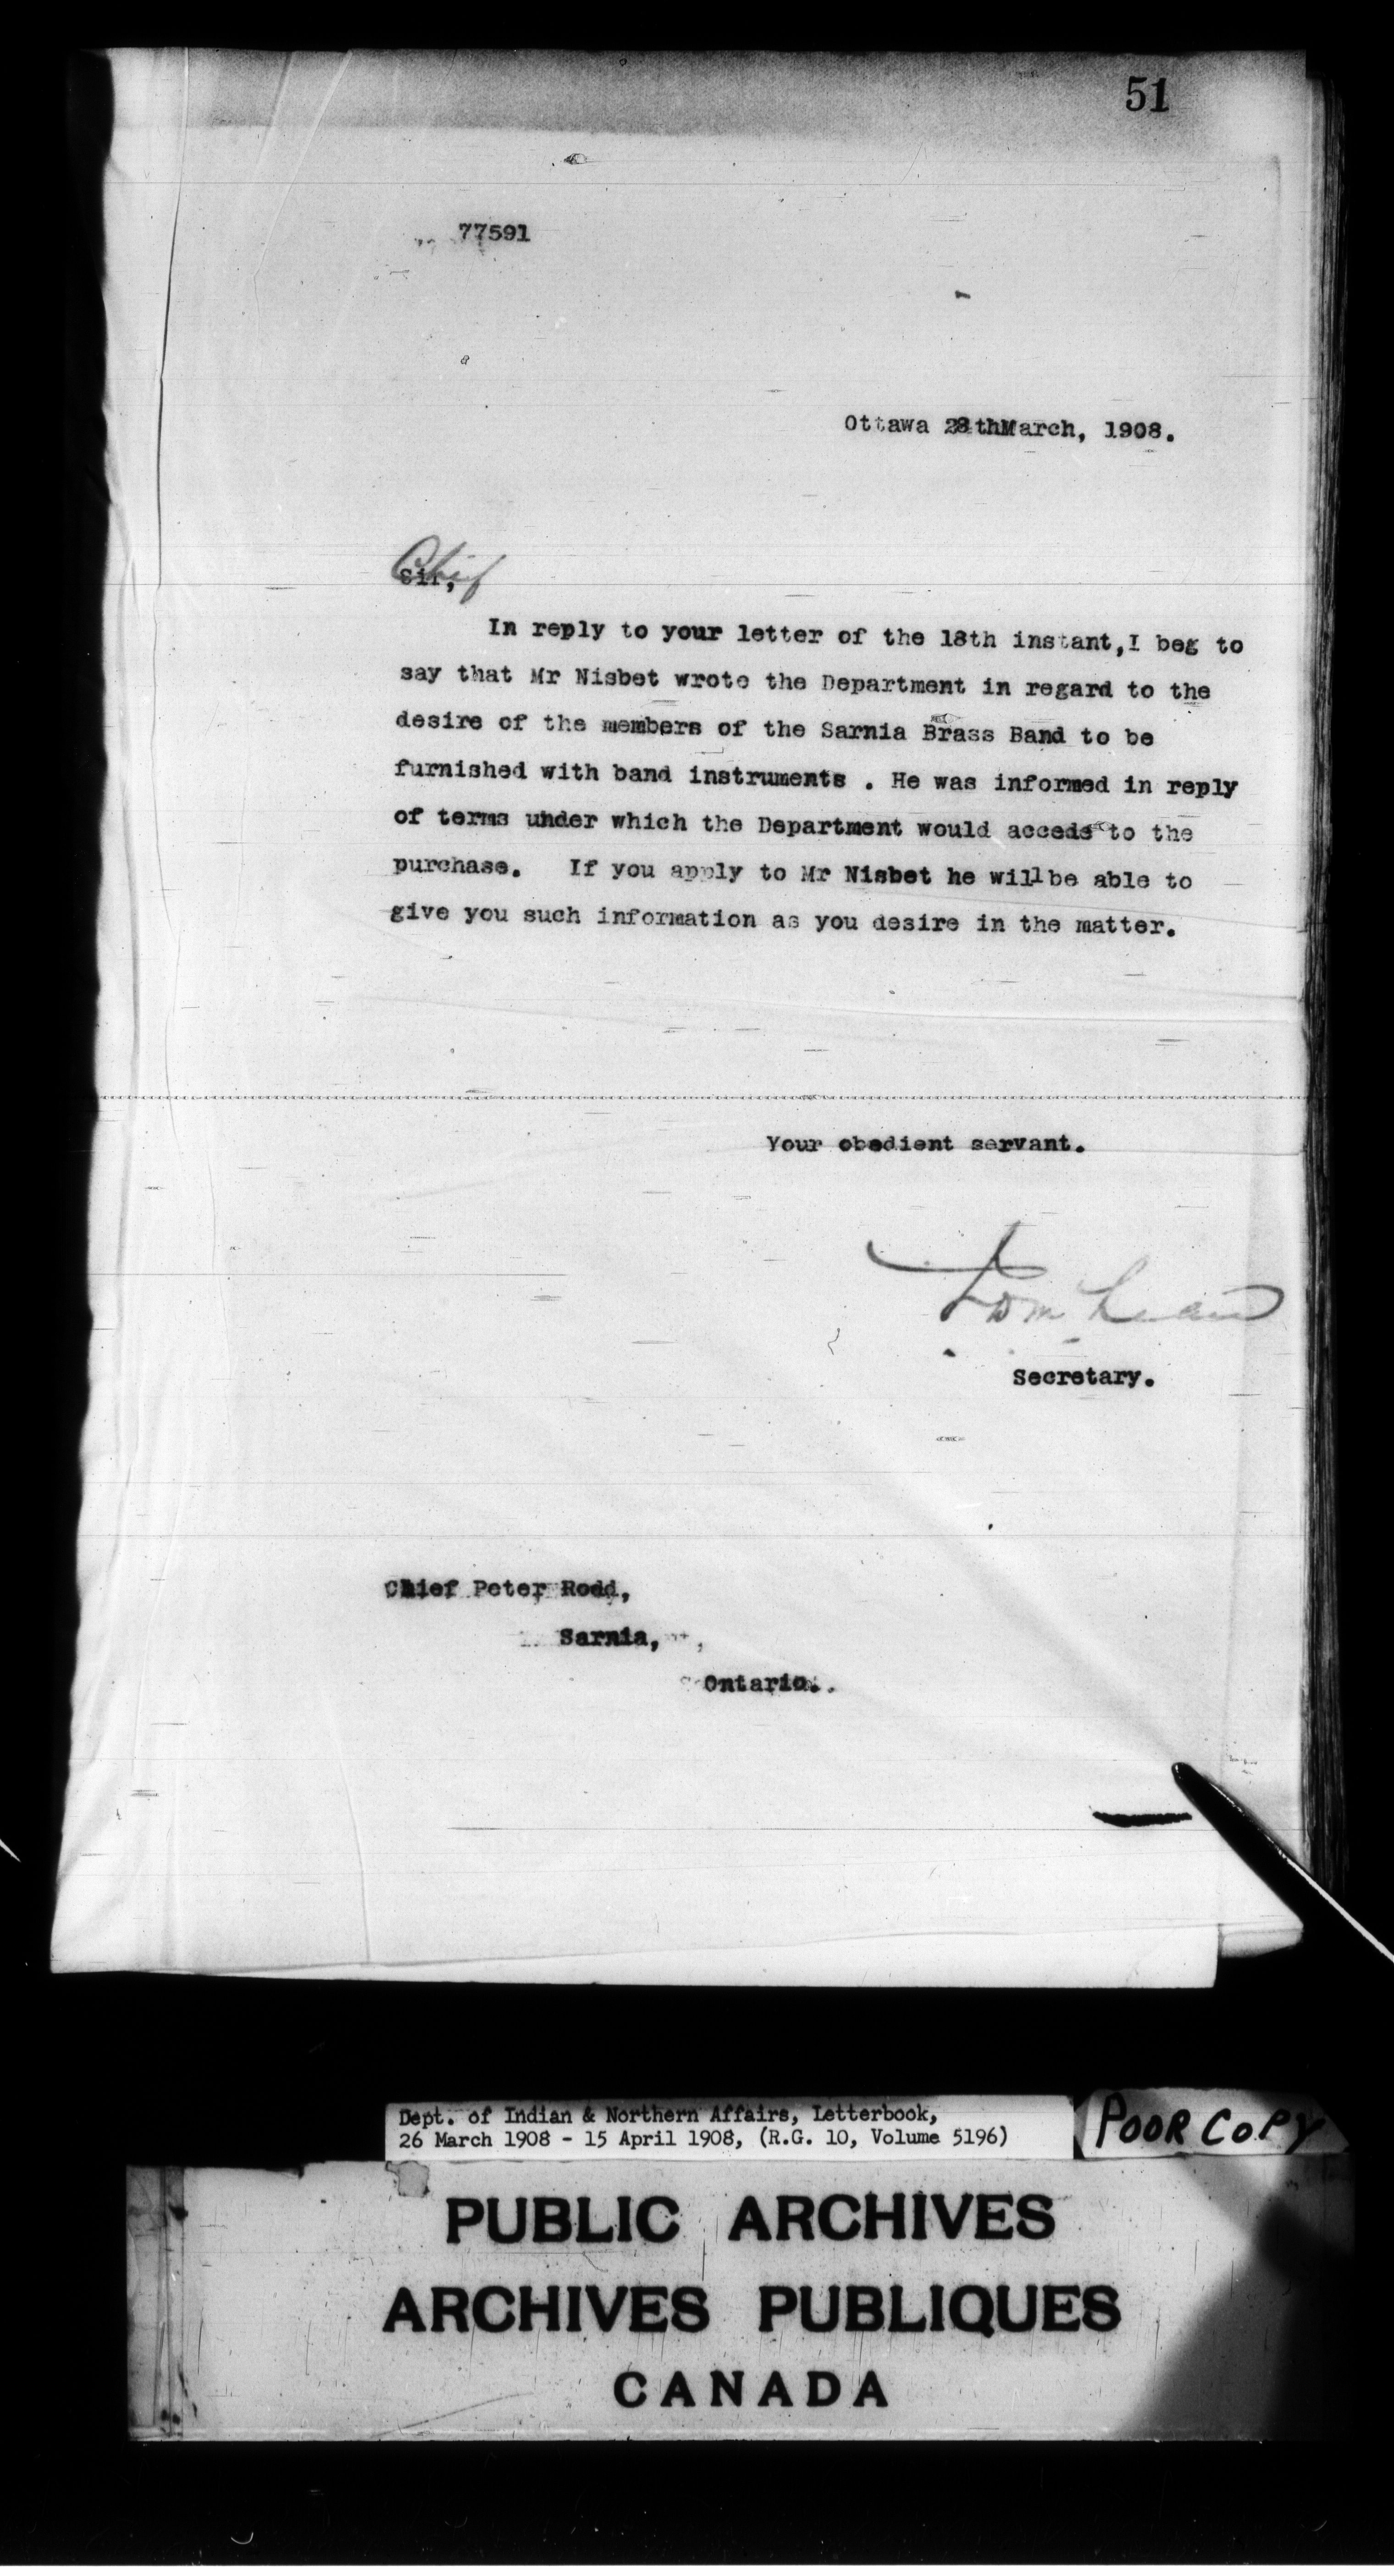 51
77591
Ottawa 28thMarch, 1908.
Chief
Sir,
In reply to your letter of the 18th instant,I beg to
say that Mr Nisbet wrote the Department in regard to the
desire of the members of the Sarnia Brass Band to be
furnished with band instruments . He was informed in reply
of terms under which the Department would accede to the
purchase. If you apply to Mr Nisbet he willbe able to
give you such information as you desire in the matter.
Your obedient servant.
Secretary.
Chief Peter Rodd,
Sarnia,
Ontario.
Dept. of Indian & Northern Affairs, Letterbook,
26 March 1908 - 15 April 1908, (R.G. 10, Volume 5196)
POOR COPY
PUBLIC ARCHIVES
ARCHIVES PUBLIQUES
CANADA